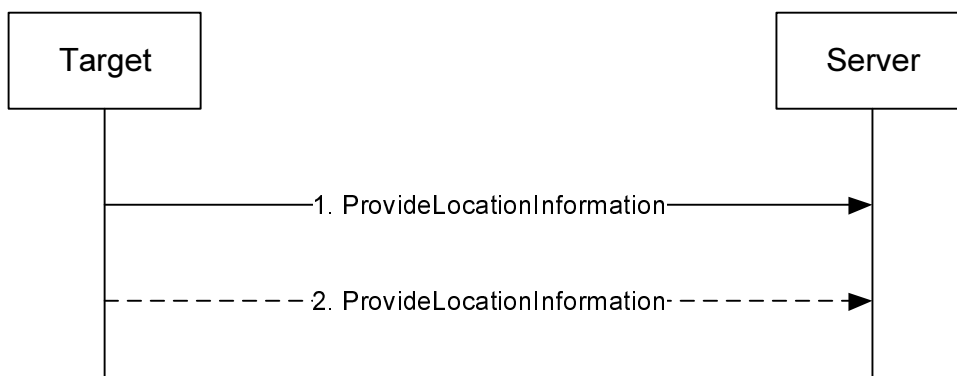 Target
Server
1. ProvideLocationInformation
2. ProvideLocationInformation